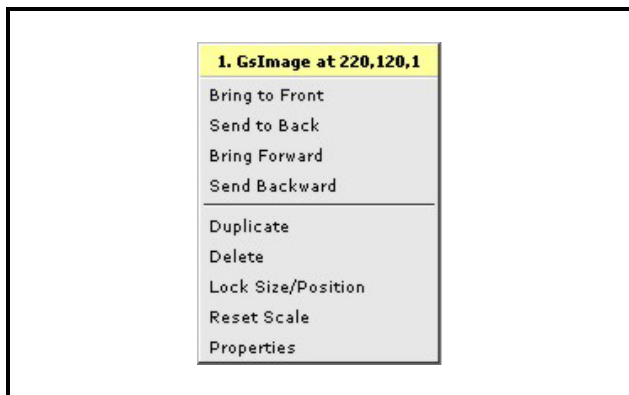 1. GsImage at 220,120,1
Bring to Front
Send to Back
Bring Forward
Send Backward
Duplicate
Delete
Lock Size/Position
Reset Scale
Properties